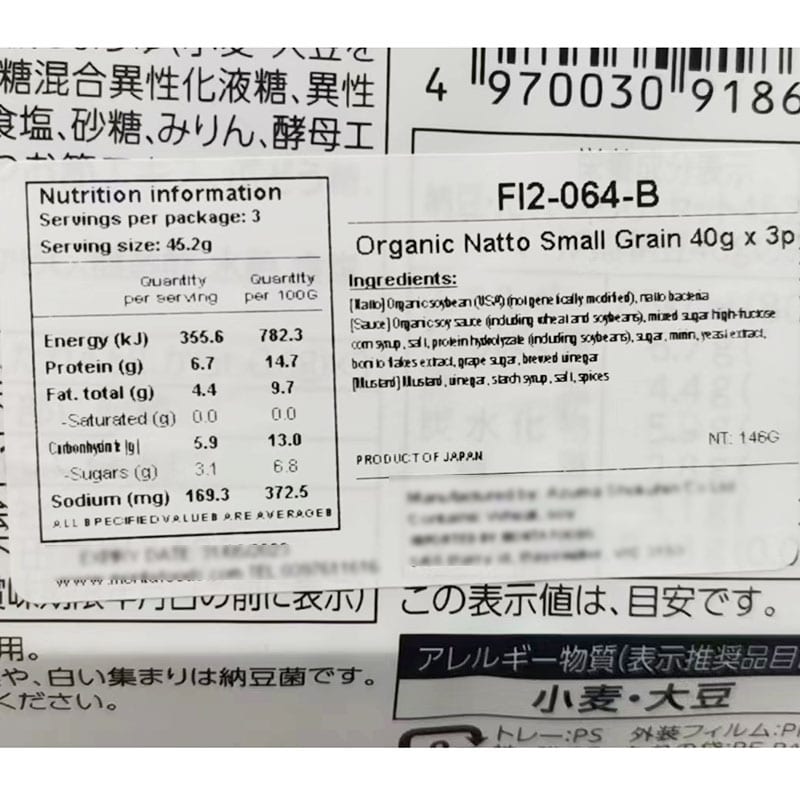 糖混合異性化液糖、異性
食塩、砂糖、みりん、酵母エ
4 970030 9186
Nutrition information
Servings per package: 3
Serving size: 45.2g
Quantity per serving Quantity per 100G
Energy (kJ) 355.6 782.3
Protein (g) 6.7 14.7
Fat. total (g) 4.4 9.7
-Saturated (g) 0.0 0.0
Carbonhydrate (g) 5.9 13.0
-Sugars (g) 3.1 6.8
Sodium (mg) 169.3 372.5
ALL SPECIFIED VALUES ARE AVERAGES
FI2-064-B
Organic Natto Small Grain 40g x 3p
Ingredients:
[Natto] Organic soybean (USA) (not genetically modified), natto bacteria
[Sauce] Organic soy sauce (including wheat and soybeans), mixed sugar high-fructose
corn syrup, salt, protein hydrolyzate (including soybeans), sugar, mirin, yeast extract,
bonito flakes extract, grape sugar, brewed vinegar
[Mustard] Mustard, vinegar, starch syrup, salt, spices
NT: 146G
PRODUCT OF JAPAN
の前に表示)
この表示値は、目安です。
用。
や、白い集まりは納豆菌です。
ください。
アレルギー物質(表示推奨品目
小麦・大豆
トレー:PS 外装フィルム:P